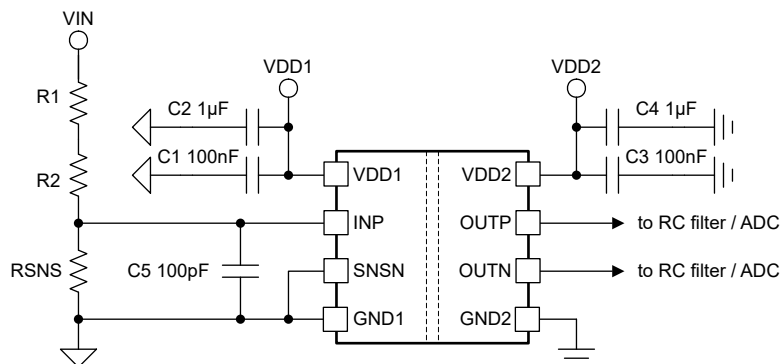 VIN
VDD1
VDD2
R1
C2 1µF
C4 1µF
C1 100nF
C3 100nF
R2
VDD1
VDD2
INP
OUTP
to RC filter / ADC
RSNS
C5 100pF
SNSN
OUTN
to RC filter / ADC
GND1
GND2